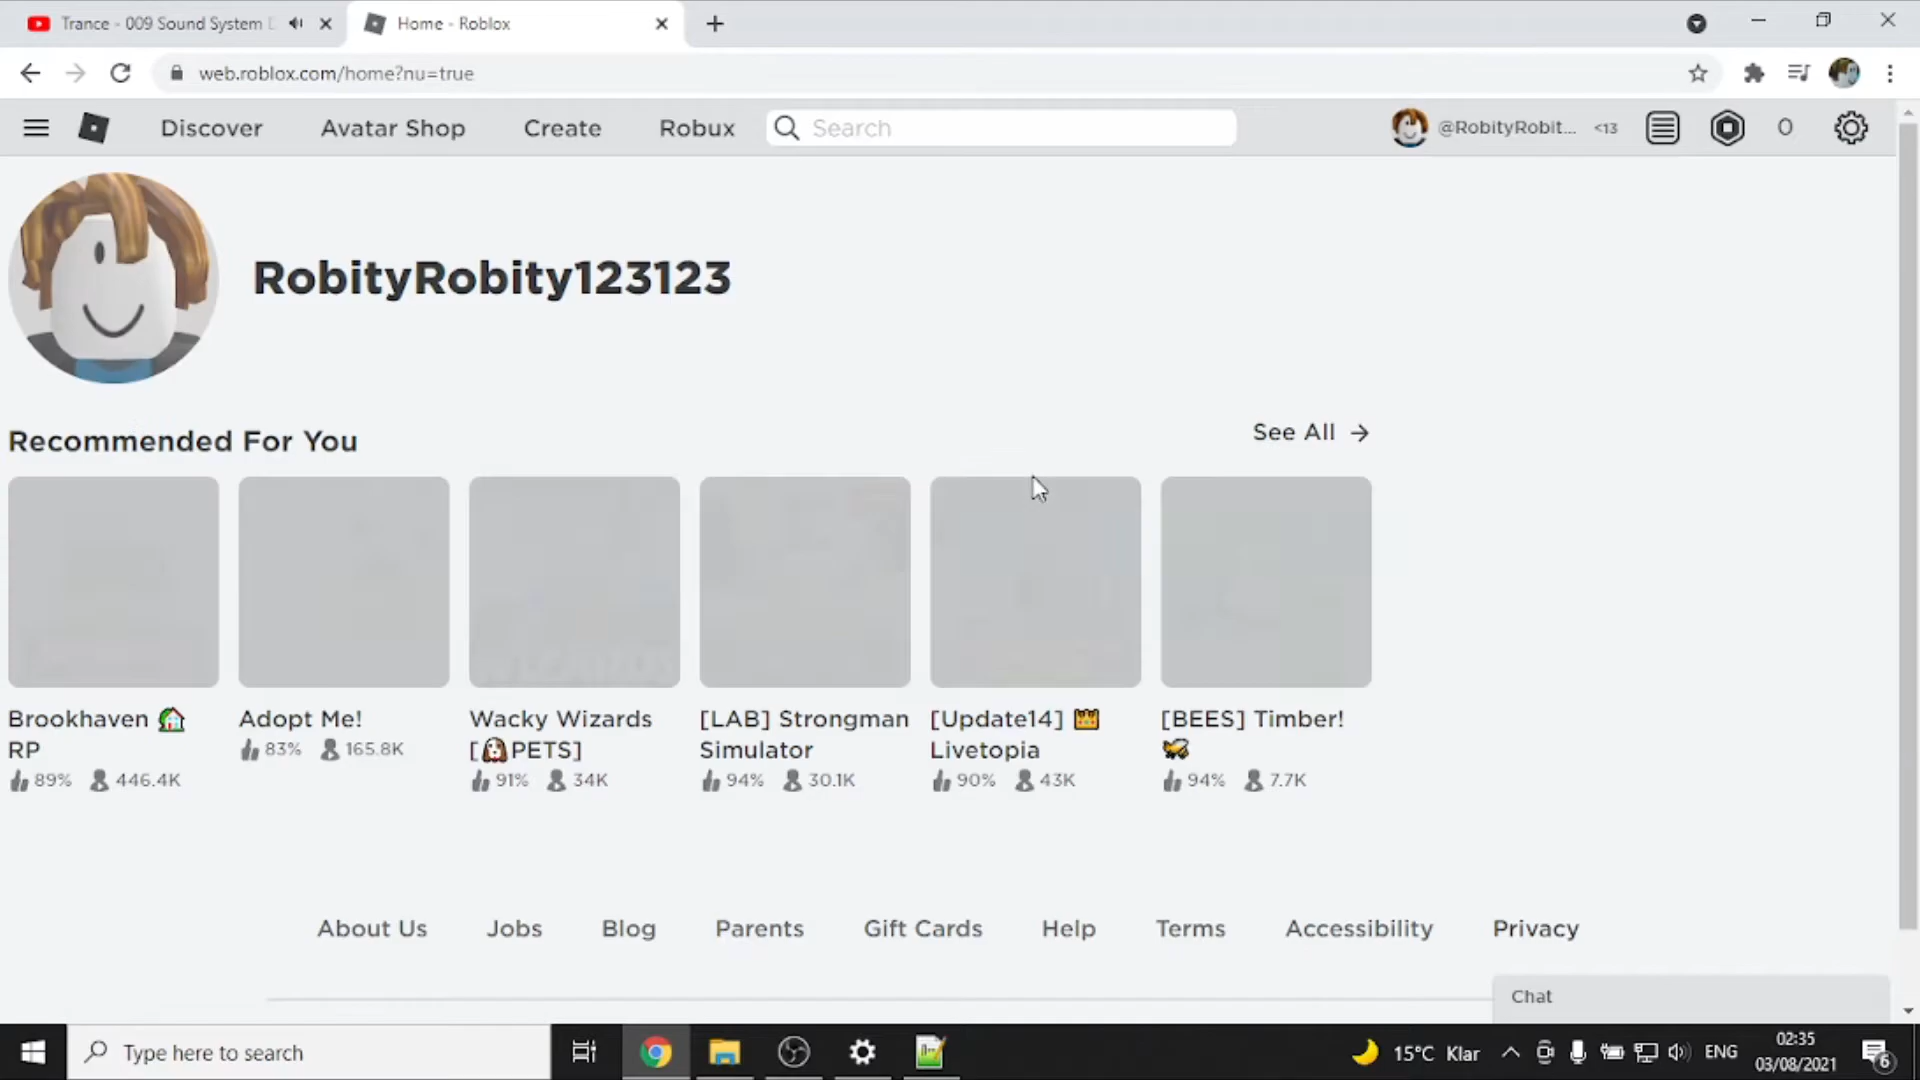 Trance - 009 Sound System
Home - Roblox
web.roblox.com/home?nu=true
Discover
Avatar Shop
Create
Robux
Search
@RobityRobit...
<13
0
RobityRobity123123
Recommended For You
See All
Brookhaven
RP
89% 446.4K
Adopt Me!
83% 165.8K
Wacky Wizards
[🐶PETS]
91% 34K
[LAB] Strongman
Simulator
94% 30.1K
[Update14] 👑
Livetopia
90% 43K
[BEES] Timber!
🐝
94% 7.7K
About Us
Jobs
Blog
Parents
Gift Cards
Help
Terms
Accessibility
Privacy
Chat
Type here to search
15°C Klar
ENG
02:35
03/08/2021
6